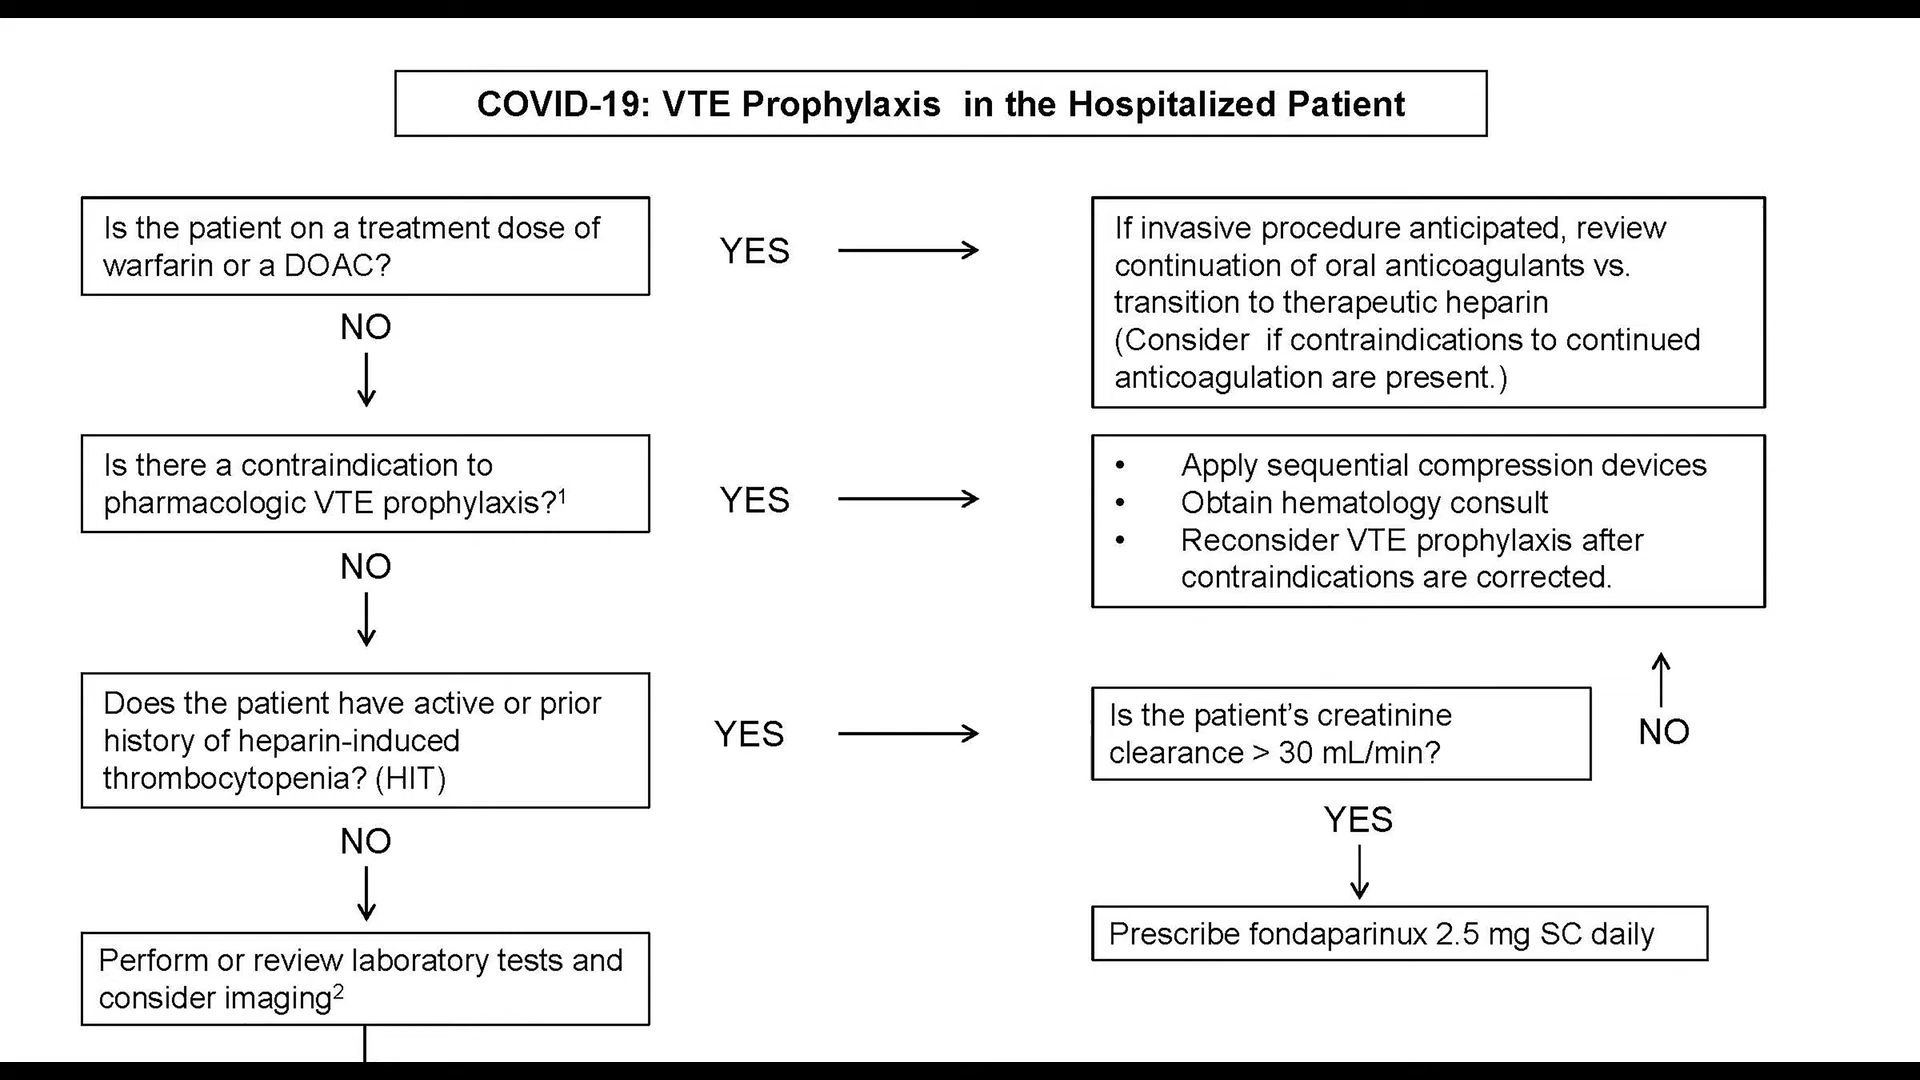 COVID-19: VTE Prophylaxis  in the Hospitalized Patient
Is the patient on a treatment dose of
warfarin or a DOAC?
YES
If invasive procedure anticipated, review
continuation of oral anticoagulants vs.
transition to therapeutic heparin
(Consider  if contraindications to continued
anticoagulation are present.)
NO
Is there a contraindication to
pharmacologic VTE prophylaxis?¹
YES
• Apply sequential compression devices
• Obtain hematology consult
• Reconsider VTE prophylaxis after
contraindications are corrected.
NO
Does the patient have active or prior
history of heparin-induced
thrombocytopenia? (HIT)
YES
Is the patient’s creatinine
clearance > 30 mL/min?
NO
YES
Prescribe fondaparinux 2.5 mg SC daily
NO
Perform or review laboratory tests and
consider imaging²